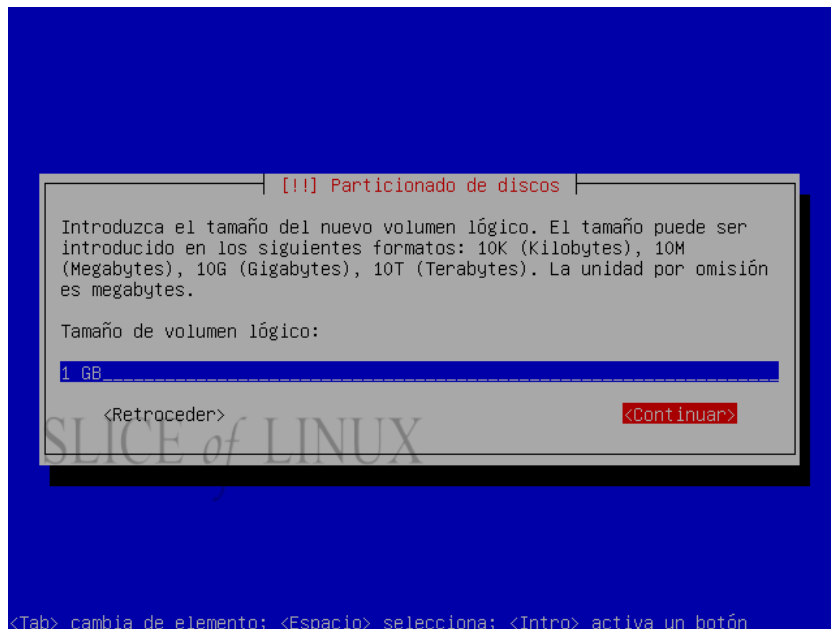 [!!] Particionado de discos
Introduzca el tamaño del nuevo volumen lógico. El tamaño puede ser
introducido en los siguientes formatos: 10K (Kilobytes), 10M
(Megabytes), 10G (Gigabytes), 10T (Terabytes). La unidad por omisión
es megabytes.
Tamaño de volumen lógico:
1 GB
<Retroceder> <Continuar>
SLICE of LINUX
<Tab> cambia de elemento; <Espacio> selecciona; <Intro> activa un botón